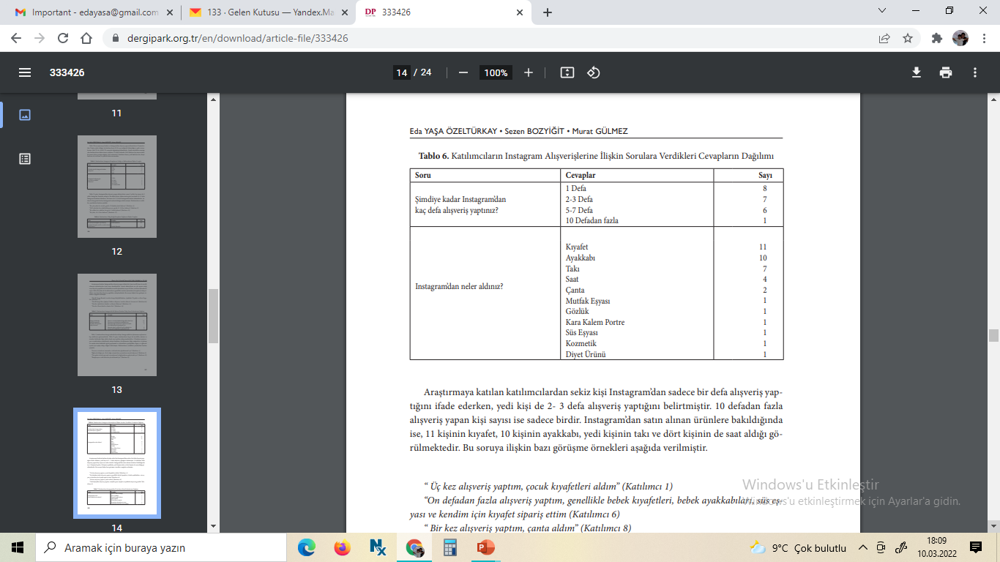 Important - edayasa@gmail.com
133 · Gelen Kutusu — Yandex.Ma
DP 333426
dergipark.org.tr/en/download/article-file/333426
333426
14 / 24
100%
11
12
13
14
Eda YAŞA ÖZELTÜRKAY • Sezen BOZYİĞİT • Murat GÜLMEZ
Tablo 6. Katılımcıların Instagram Alışverişlerine İlişkin Sorulara Verdikleri Cevapların Dağılımı
Soru Cevaplar Sayı
Şimdiye kadar Instagram'dan
kaç defa alışveriş yaptınız?
1 Defa 8
2-3 Defa 7
5-7 Defa 6
10 Defadan fazla 1
Instagram'dan neler aldınız?
Kıyafet 11
Ayakkabı 10
Takı 7
Saat 4
Çanta 2
Mutfak Eşyası 1
Gözlük 1
Kara Kalem Portre 1
Süs Eşyası 1
Kozmetik 1
Diyet Ürünü 1
Araştırmaya katılan katılımcılardan sekiz kişi Instagram'dan sadece bir defa alışveriş yap-
tığını ifade ederken, yedi kişi de 2- 3 defa alışveriş yaptığını belirtmiştir. 10 defadan fazla
alışveriş yapan kişi sayısı ise sadece birdir. Instagram'dan satın alınan ürünlere bakıldığında
ise, 11 kişinin kıyafet, 10 kişinin ayakkabı, yedi kişinin takı ve dört kişinin de saat aldığı gö-
rülmektedir. Bu soruya ilişkin bazı görüşme örnekleri aşağıda verilmiştir.
“ Üç kez alışveriş yaptım, çocuk kıyafetleri aldım” (Katılımcı 1)
“On defadan fazla alışveriş yaptım, genellikle bebek kıyafetleri, bebek ayakkabıları, süs eş-
yası ve kendim için kıyafet sipariş ettim (Katılımcı 6)
“ Bir kez alışveriş yaptım, çanta aldım” (Katılımcı 8)
Windows'u Etkinleştir
Windows'u etkinleştirmek için Ayarlar'a gidin.
Aramak için buraya yazın
9°C Çok bulutlu
18:09
10.03.2022